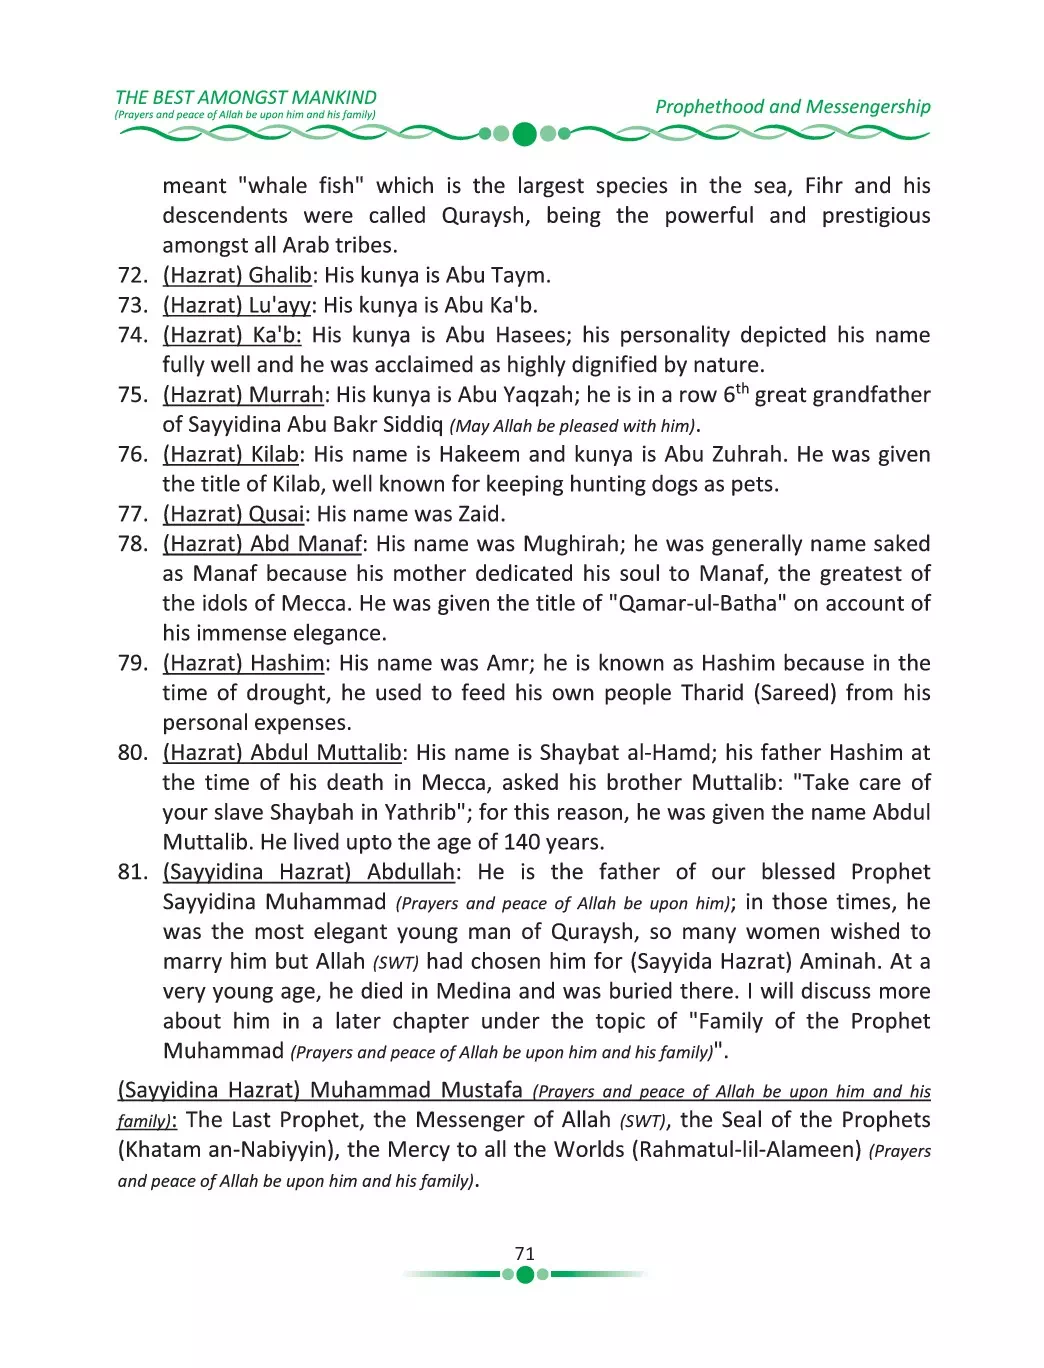 THE BEST AMONGST MANKIND
(Prayers and peace of Allah be upon him and his family)
Prophethood and Messengership
meant "whale fish" which is the largest species in the sea, Fihr and his
descendents were called Quraysh, being the powerful and prestigious
amongst all Arab tribes.
72. (Hazrat) Ghalib: His kunya is Abu Taym.
73. (Hazrat) Lu'ayy: His kunya is Abu Ka'b.
74. (Hazrat) Ka'b: His kunya is Abu Hasees; his personality depicted his name
fully well and he was acclaimed as highly dignified by nature.
75. (Hazrat) Murrah: His kunya is Abu Yaqzah; he is in a row 6th great grandfather
of Sayyidina Abu Bakr Siddiq (May Allah be pleased with him).
76. (Hazrat) Kilab: His name is Hakeem and kunya is Abu Zuhrah. He was given
the title of Kilab, well known for keeping hunting dogs as pets.
77. (Hazrat) Qusai: His name was Zaid.
78. (Hazrat) Abd Manaf: His name was Mughirah; he was generally name saked
as Manaf because his mother dedicated his soul to Manaf, the greatest of
the idols of Mecca. He was given the title of "Qamar-ul-Batha" on account of
his immense elegance.
79. (Hazrat) Hashim: His name was Amr; he is known as Hashim because in the
time of drought, he used to feed his own people Tharid (Sareed) from his
personal expenses.
80. (Hazrat) Abdul Muttalib: His name is Shaybat al-Hamd; his father Hashim at
the time of his death in Mecca, asked his brother Muttalib: "Take care of
your slave Shaybah in Yathrib"; for this reason, he was given the name Abdul
Muttalib. He lived upto the age of 140 years.
81. (Sayyidina Hazrat) Abdullah: He is the father of our blessed Prophet
Sayyidina Muhammad (Prayers and peace of Allah be upon him); in those times, he
was the most elegant young man of Quraysh, so many women wished to
marry him but Allah (SWT) had chosen him for (Sayyida Hazrat) Aminah. At a
very young age, he died in Medina and was buried there. I will discuss more
about him in a later chapter under the topic of "Family of the Prophet
Muhammad (Prayers and peace of Allah be upon him and his family)".
(Sayyidina Hazrat) Muhammad Mustafa (Prayers and peace of Allah be upon him and his
family): The Last Prophet, the Messenger of Allah (SWT), the Seal of the Prophets
(Khatam an-Nabiyyin), the Mercy to all the Worlds (Rahmatul-lil-Alameen) (Prayers
and peace of Allah be upon him and his family).
71